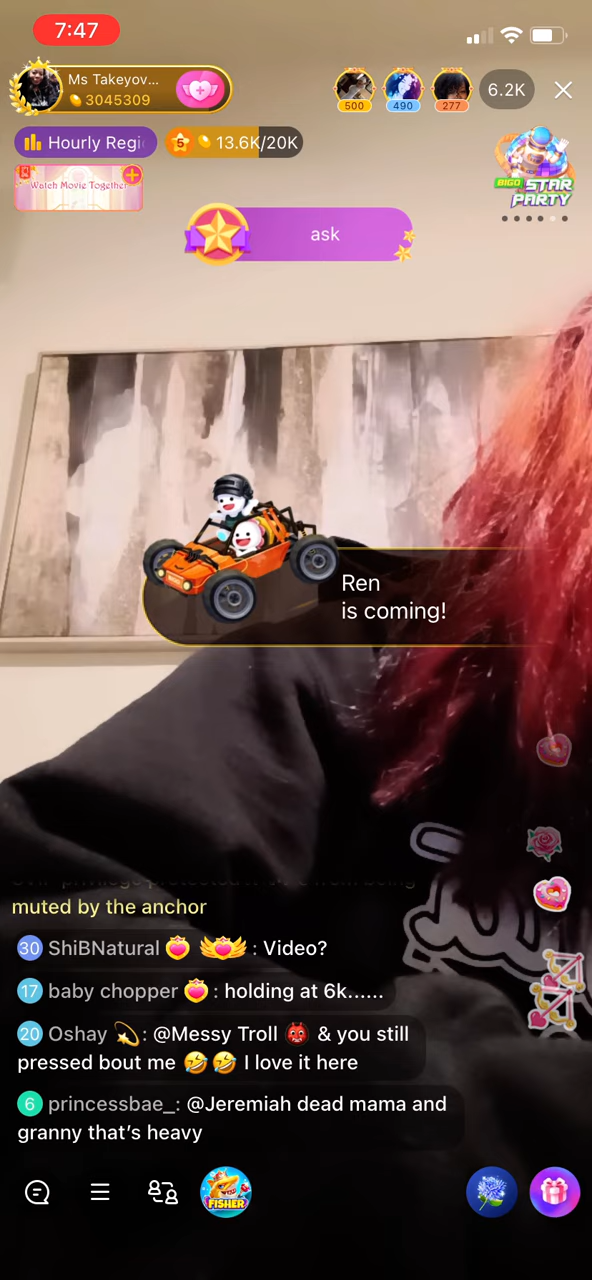 7:47
Ms Takeyov...
3045309
500
490
277
6.2K
Hourly Regi
5
13.6K/20K
Watch Movie Together
BIGO STAR
PARTY
ask
Ren
is coming!
muted by the anchor
30 ShiBNatural : Video?
17 baby chopper : holding at 6k......
20 Oshay 💫: @Messy Troll 👹 & you still
pressed bout me 🤣 🤣 I love it here
6 princessbae_: @Jeremiah dead mama and
granny that's heavy
FISHER